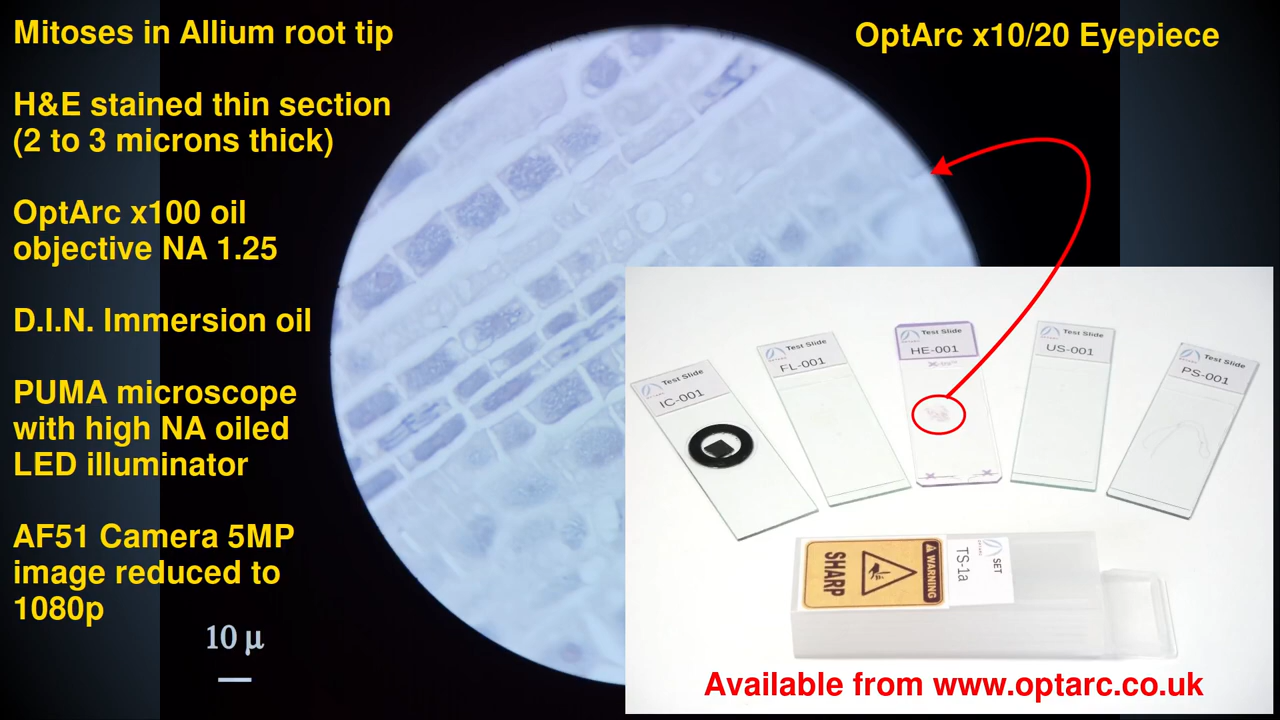 Mitoses in Allium root tip
H&E stained thin section
(2 to 3 microns thick)
OptArc x100 oil
objective NA 1.25
D.I.N. Immersion oil
PUMA microscope
with high NA oiled
LED illuminator
AF51 Camera 5MP
image reduced to
1080p
10 µ
OptArc x10/20 Eyepiece
Test Slide
IC-001
Test Slide
FL-001
Test Slide
HE-001
Test Slide
US-001
Test Slide
PS-001
WARNING
SHARP
SET
TS-1a
Available from www.optarc.co.uk